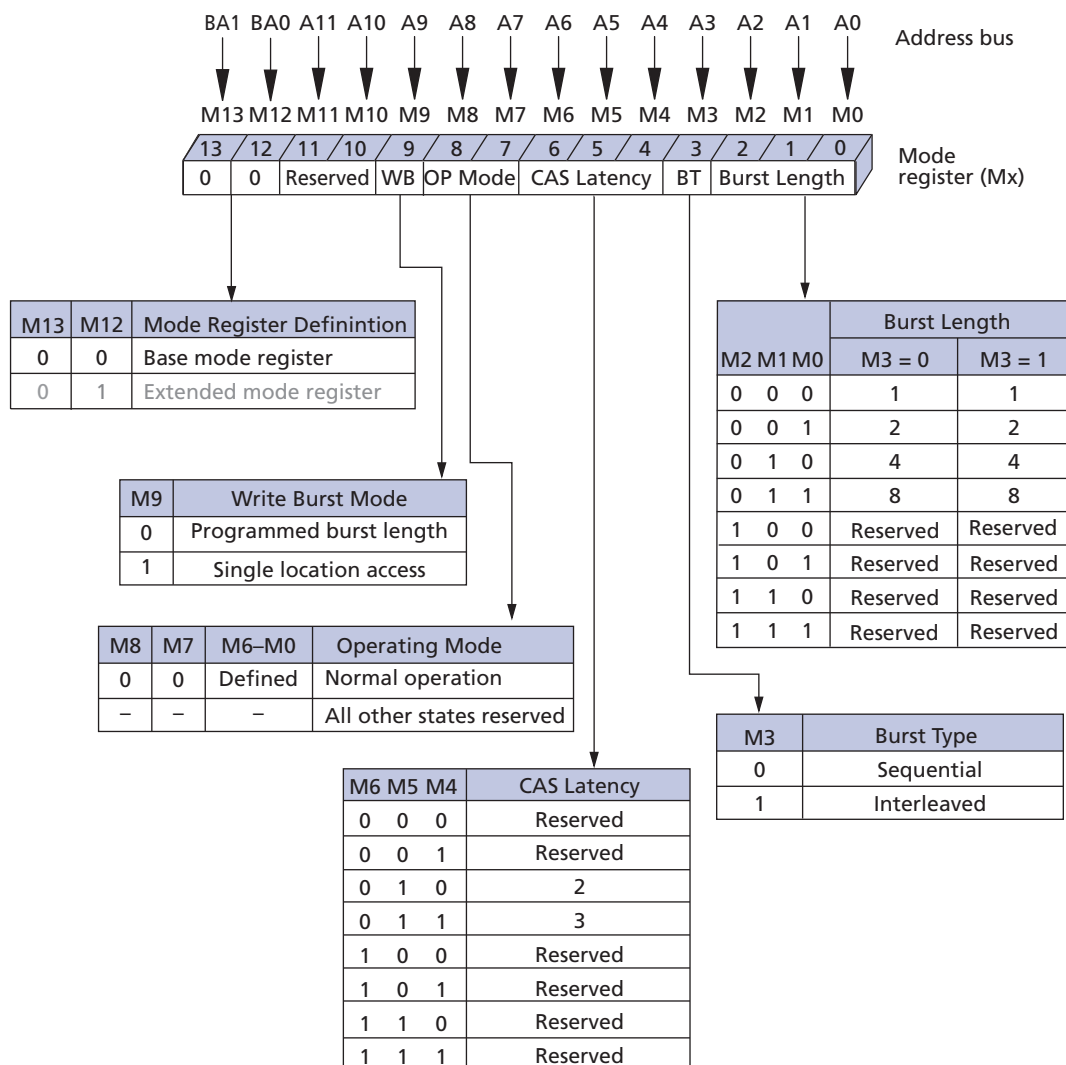 BA1 BA0 A11 A10 A9 A8 A7 A6 A5 A4 A3 A2 A1 A0
Address bus
M13 M12 M11 M10 M9 M8 M7 M6 M5 M4 M3 M2 M1 M0
13 12 11 10 9 8 7 6 5 4 3 2 1 0
0 0 Reserved WB OP Mode CAS Latency BT Burst Length
Mode
register (Mx)
M13 M12 Mode Register Definintion
0 0 Base mode register
0 1 Extended mode register
Burst Length
M2 M1 M0 M3 = 0 M3 = 1
0 0 0 1 1
0 0 1 2 2
0 1 0 4 4
0 1 1 8 8
1 0 0 Reserved Reserved
1 0 1 Reserved Reserved
1 1 0 Reserved Reserved
1 1 1 Reserved Reserved
M9 Write Burst Mode
0 Programmed burst length
1 Single location access
M8 M7 M6–M0 Operating Mode
0 0 Defined Normal operation
– – – All other states reserved
M3 Burst Type
0 Sequential
1 Interleaved
M6 M5 M4 CAS Latency
0 0 0 Reserved
0 0 1 Reserved
0 1 0 2
0 1 1 3
1 0 0 Reserved
1 0 1 Reserved
1 1 0 Reserved
1 1 1 Reserved